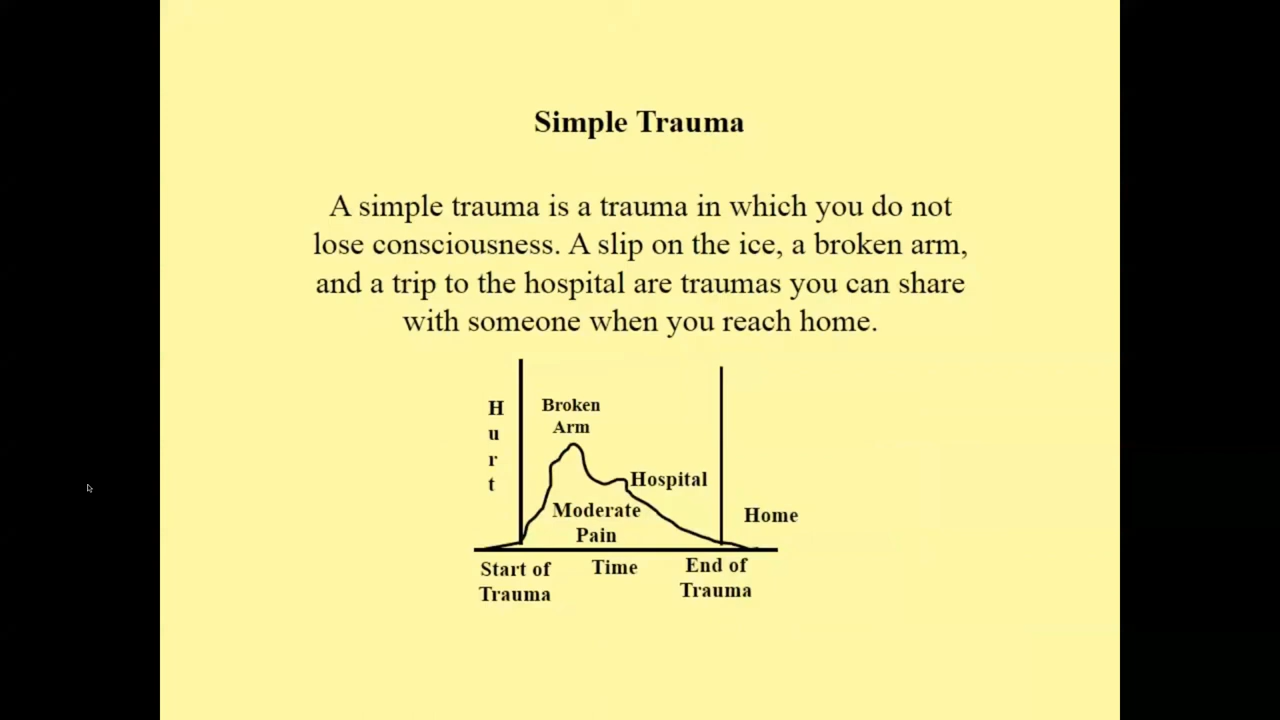 Simple Trauma
A simple trauma is a trauma in which you do not
lose consciousness. A slip on the ice, a broken arm,
and a trip to the hospital are traumas you can share
with someone when you reach home.
H
u
r
t
Broken
Arm
Hospital
Moderate
Pain
Home
Start of
Trauma
Time
End of
Trauma